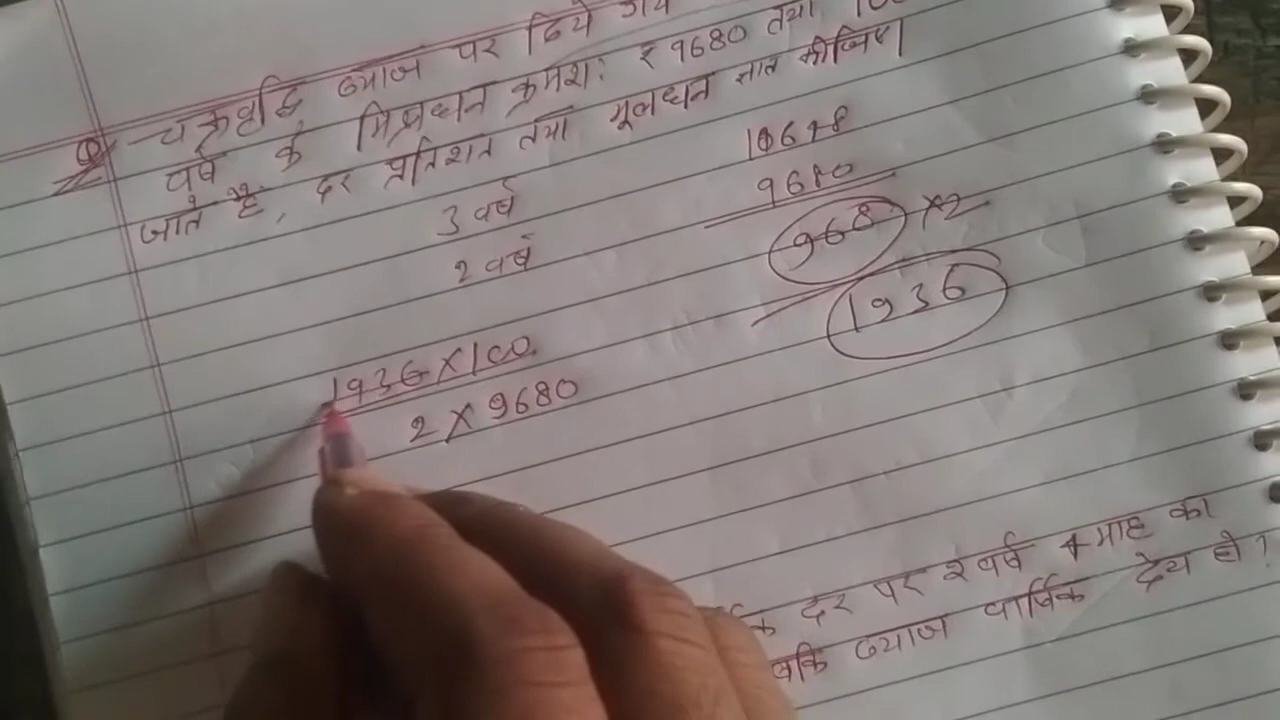 Q चक्रवृद्धि ब्याज पर दिये गये
वर्ष के मिश्रधन क्रमशः ₹ 9680 तथा
जाते है, दर प्रतिशत तथा मूलधन ज्ञात कीजिए।
3 वर्ष 10648
2 वर्ष 9680
968 ×2
1936
1936 × 100
2 × 9680
दर पर 2 वर्ष 4 माह का
ब्याज वार्षिक देय हो ?